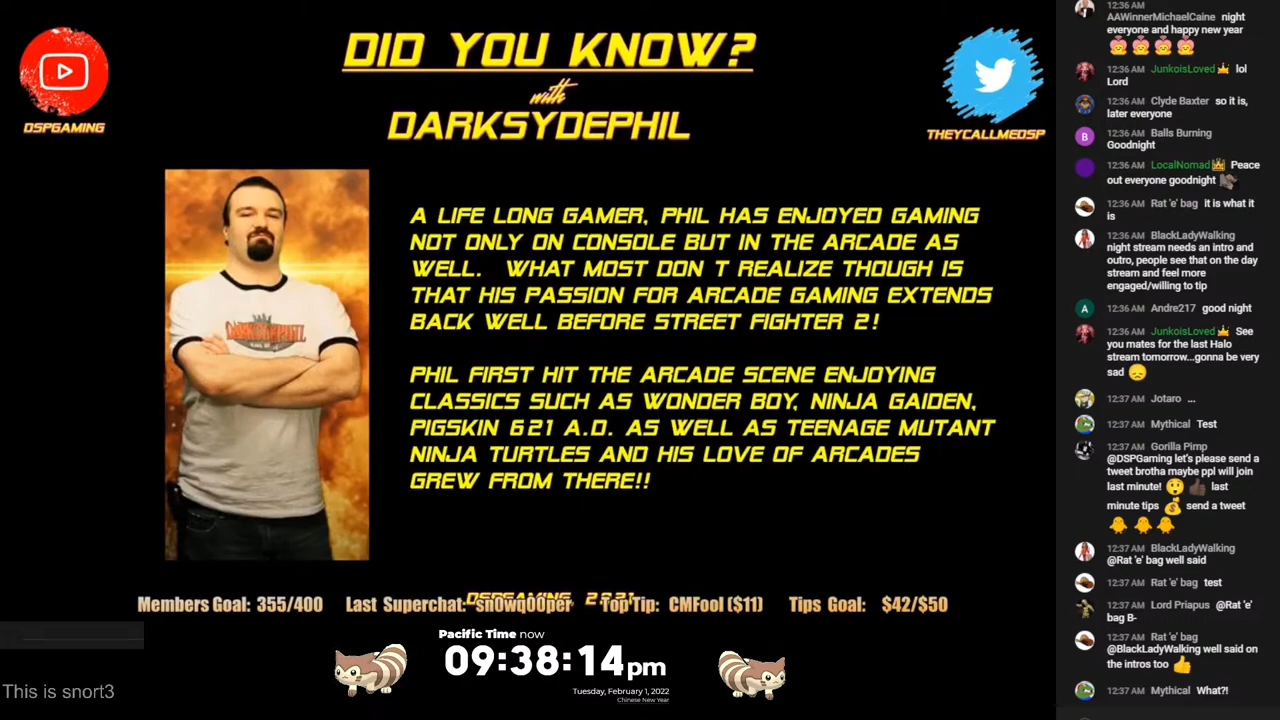 DID YOU KNOW?
with
DARKSYDEPHIL
DSPGAMING
THEYCALLMEDSP
A LIFE LONG GAMER, PHIL HAS ENJOYED GAMING
NOT ONLY ON CONSOLE BUT IN THE ARCADE AS
WELL. WHAT MOST DON T REALIZE THOUGH IS
THAT HIS PASSION FOR ARCADE GAMING EXTENDS
BACK WELL BEFORE STREET FIGHTER 2!
PHIL FIRST HIT THE ARCADE SCENE ENJOYING
CLASSICS SUCH AS WONDER BOY, NINJA GAIDEN,
PIGSKIN 621 A.D. AS WELL AS TEENAGE MUTANT
NINJA TURTLES AND HIS LOVE OF ARCADES
GREW FROM THERE!!
DARKSYDEPHIL
DSPGAMING, 2021
Members Goal: 355/400 Last Superchat: sn0wq00per Top Tip: CMFool ($11) Tips Goal: $42/$50
Pacific Time now
09:38:14pm
Tuesday, February 1, 2022
Chinese New Year
This is snort3
12:36 AM
AAWinnerMichaelCaine night
everyone and happy new year
12:36 AM JunkoisLoved lol
Lord
12:36 AM Clyde Baxter so it is,
later everyone
B
12:36 AM Balls Burning
Goodnight
12:36 AM LocalNomad Peace
out everyone goodnight
12:36 AM Rat 'e' bag it is what it
is
12:36 AM BlackLadyWalking
night stream needs an intro and
outro, people see that on the day
stream and feel more
engaged/willing to tip
A
12:36 AM Andre217 good night
12:36 AM JunkoisLoved See
you mates for the last Halo
stream tomorrow...gonna be very
sad
12:37 AM Jotaro ...
12:37 AM Mythical Test
12:37 AM Gorilla Pimp
@DSPGaming let's please send a
tweet brotha maybe ppl will join
last minute! last
minute tips send a tweet
12:37 AM BlackLadyWalking
@Rat 'e' bag well said
12:37 AM Rat 'e' bag test
12:37 AM Lord Priapus @Rat 'e'
bag B-
12:37 AM Rat 'e' bag
@BlackLadyWalking well said on
the intros too
12:37 AM Mythical What?!